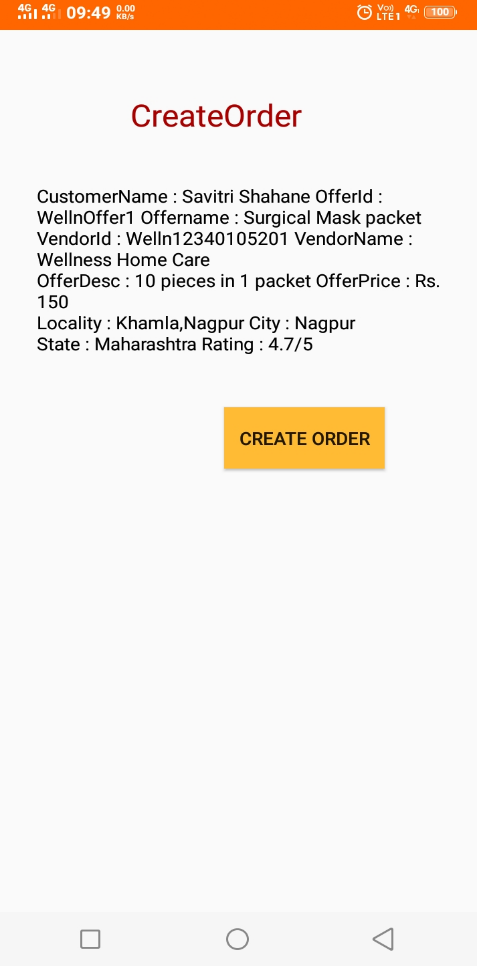 4G 4G 09:49 0.00 KB/s Vo)) LTE1 4G 100
CreateOrder
CustomerName : Savitri Shahane OfferId :
WellnOffer1 Offername : Surgical Mask packet
VendorId : Welln12340105201 VendorName :
Wellness Home Care
OfferDesc : 10 pieces in 1 packet OfferPrice : Rs.
150
Locality : Khamla,Nagpur City : Nagpur
State : Maharashtra Rating : 4.7/5
CREATE ORDER